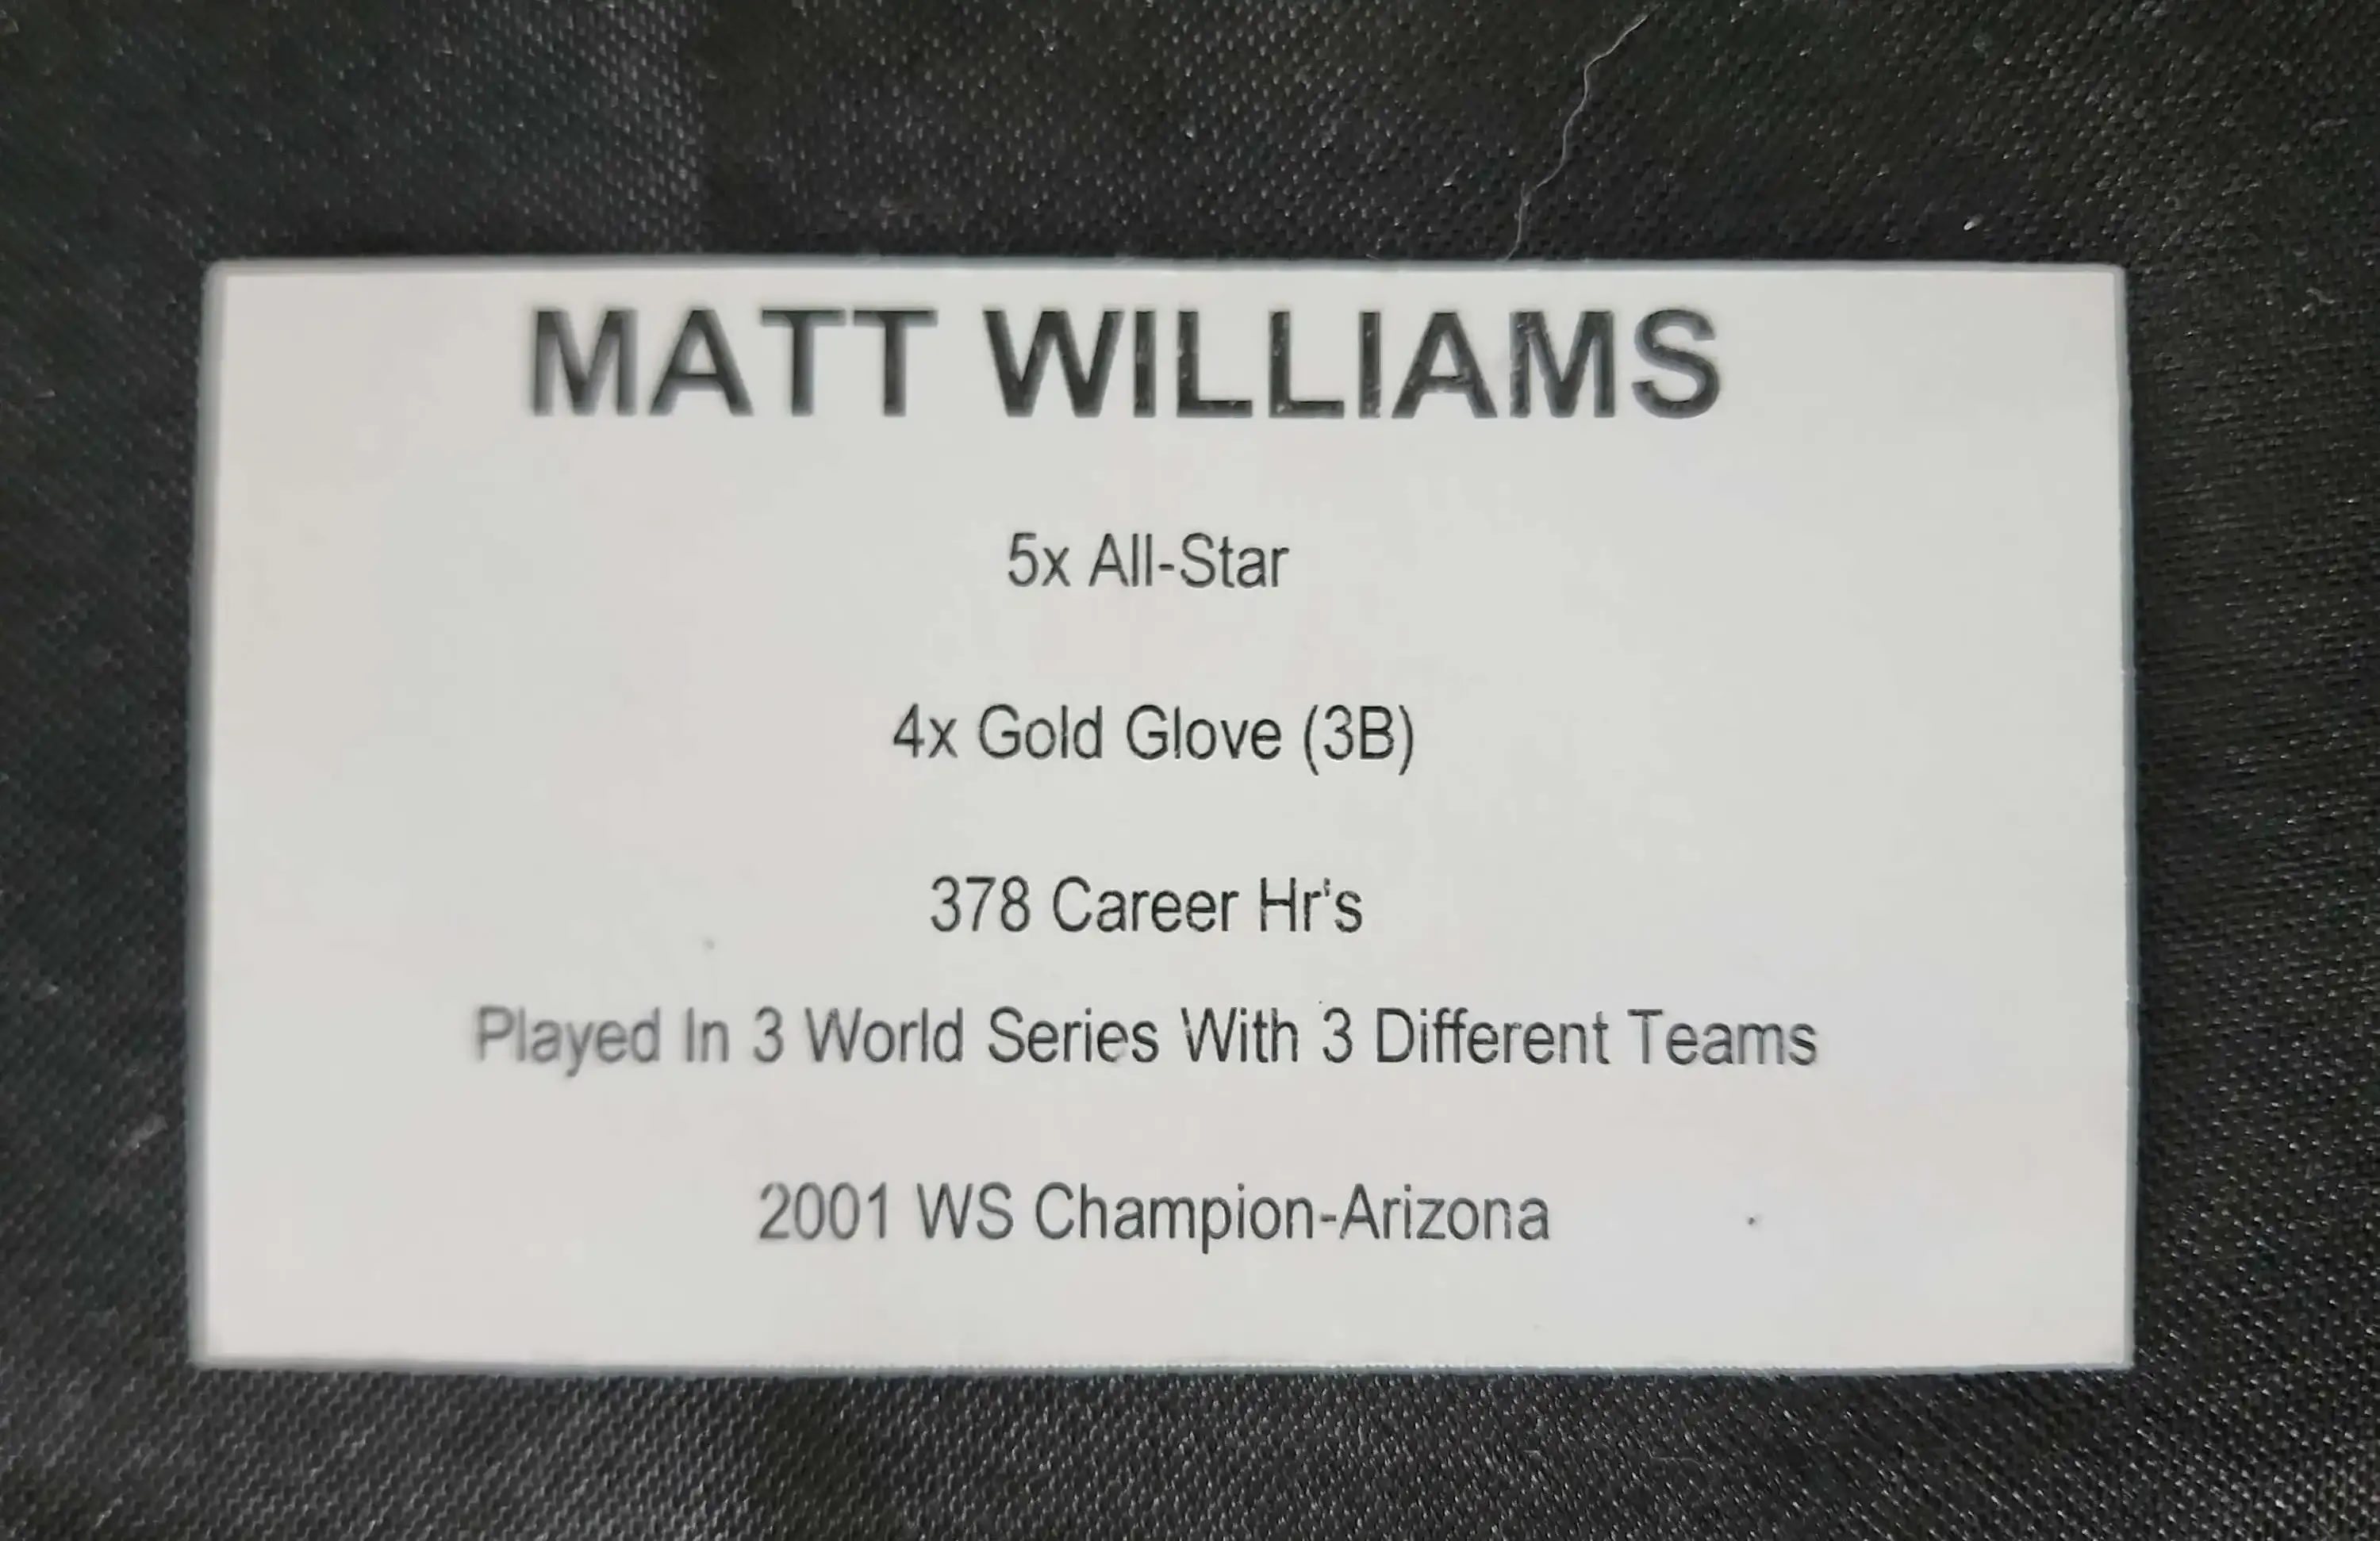 MATT WILLIAMS
5x All-Star
4x Gold Glove (3B)
378 Career Hr's
Played In 3 World Series With 3 Different Teams
2001 WS Champion-Arizona